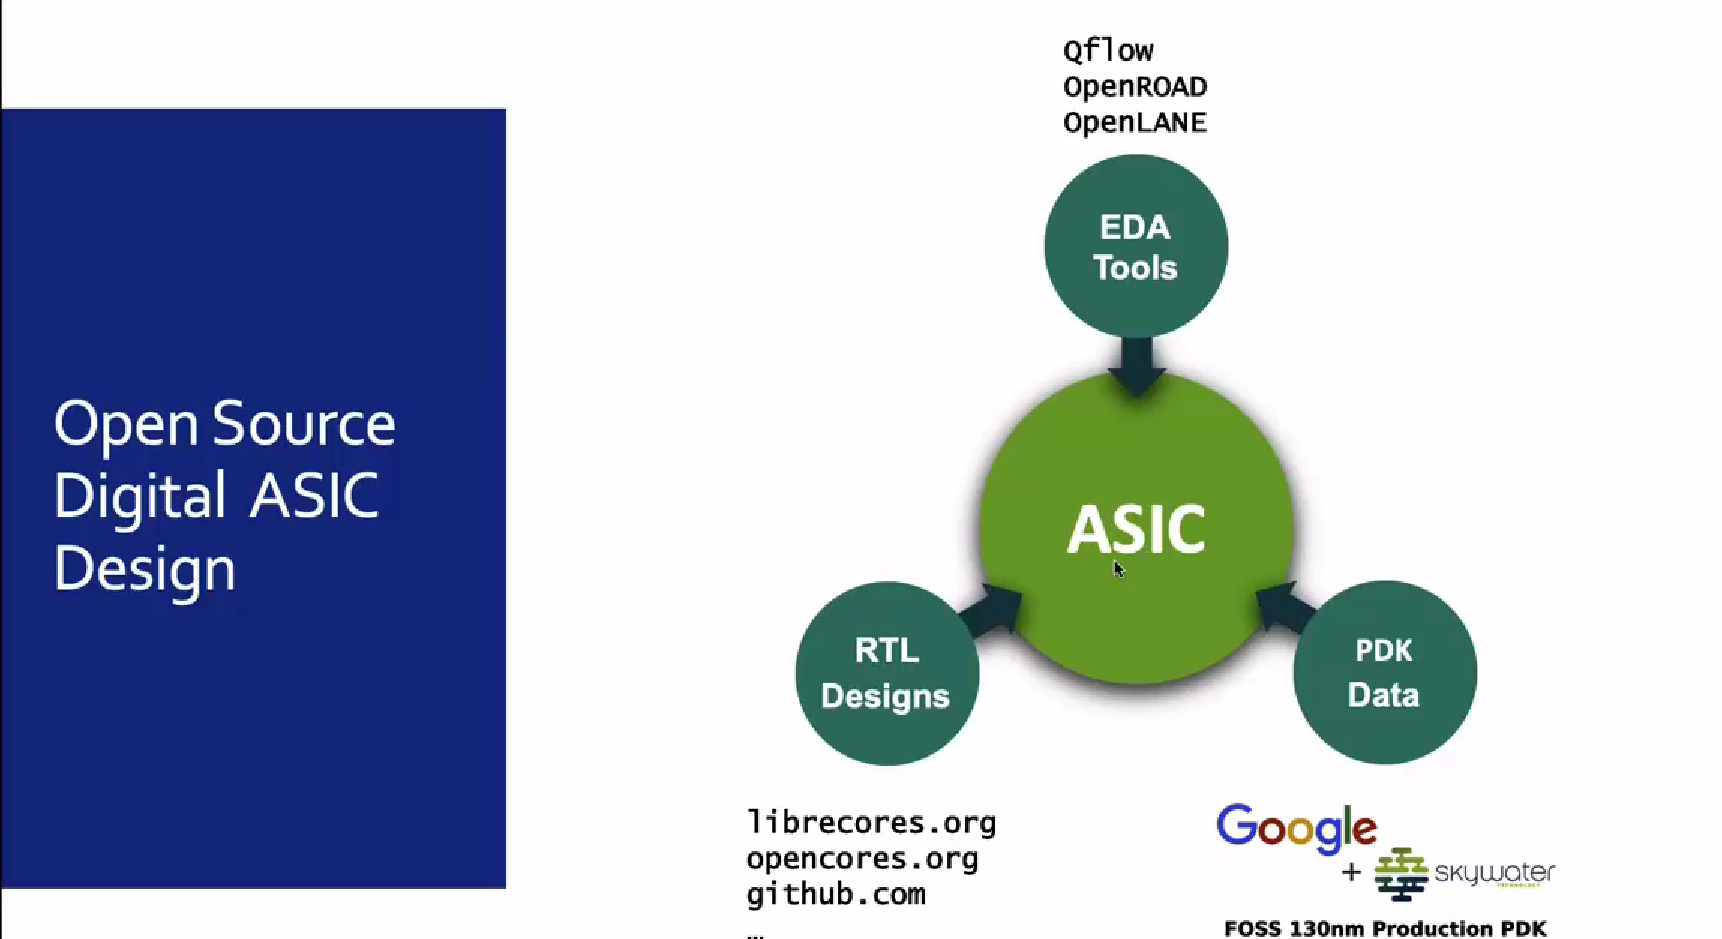 Open Source
Digital ASIC
Design
Qflow
OpenROAD
OpenLANE
EDA
Tools
ASIC
RTL
Designs
PDK
Data
librecores.org
opencores.org
github.com
…
Google
+ skywater
TECHNOLOGY
FOSS 130nm Production PDK